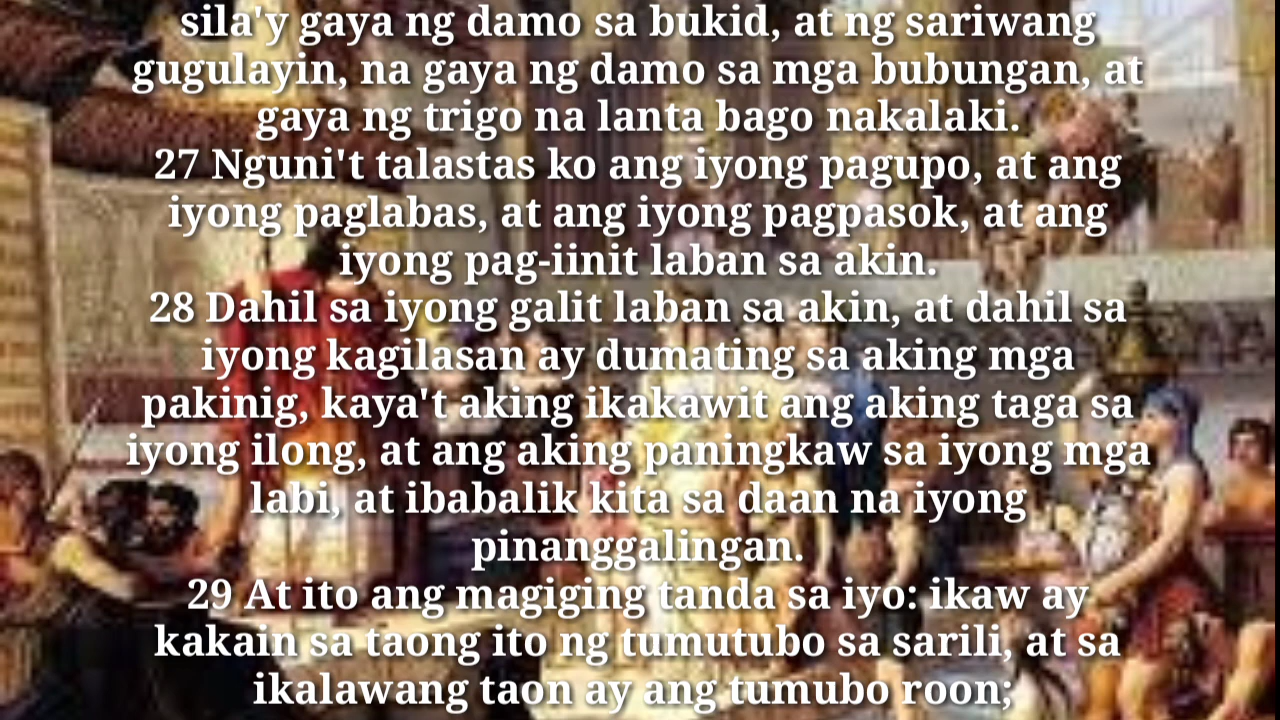 sila'y gaya ng damo sa bukid, at ng sariwang
gugulayin, na gaya ng damo sa mga bubungan, at
gaya ng trigo na lanta bago nakalaki.
27 Nguni't talastas ko ang iyong pagupo, at ang
iyong paglabas, at ang iyong pagpasok, at ang
iyong pag-iinit laban sa akin.
28 Dahil sa iyong galit laban sa akin, at dahil sa
iyong kagilasan ay dumating sa aking mga
pakinig, kaya't aking ikakawit ang aking taga sa
iyong ilong, at ang aking paningkaw sa iyong mga
labi, at ibabalik kita sa daan na iyong
pinanggalingan.
29 At ito ang magiging tanda sa iyo: ikaw ay
kakain sa taong ito ng tumutubo sa sarili, at sa
ikalawang taon ay ang tumubo roon;